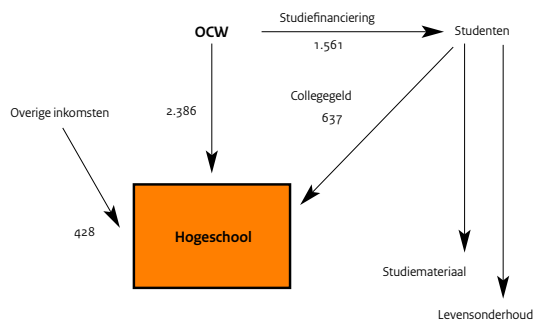 Studiefinanciering
OCW
Studenten
1.561
Collegegeld
2.386
Overige inkomsten
637
428
Hogeschool
Studiemateriaal
Levensonderhoud